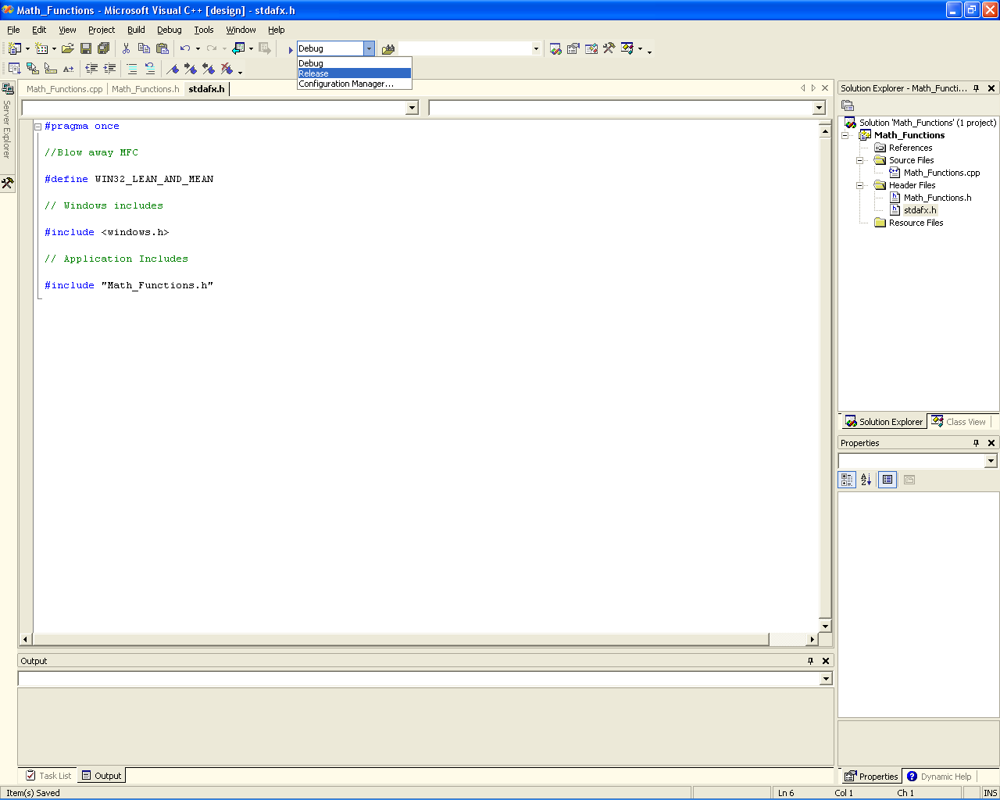 Math_Functions - Microsoft Visual C++ [design] - stdafx.h
File Edit View Project Build Debug Tools Window Help
Debug
Debug
Release
Configuration Manager...
Math_Functions.cpp Math_Functions.h stdafx.h
Server Explorer
#pragma once
//Blow away MFC
#define WIN32_LEAN_AND_MEAN
// Windows includes
#include <windows.h>
// Application Includes
#include "Math_Functions.h"
Solution Explorer - Math_Functi...
Solution 'Math_Functions' (1 project)
Math_Functions
References
Source Files
Math_Functions.cpp
Header Files
Math_Functions.h
stdafx.h
Resource Files
Solution Explorer Class View
Properties
Output
Task List Output
Properties Dynamic Help
Item(s) Saved Ln 6 Col 1 Ch 1 INS